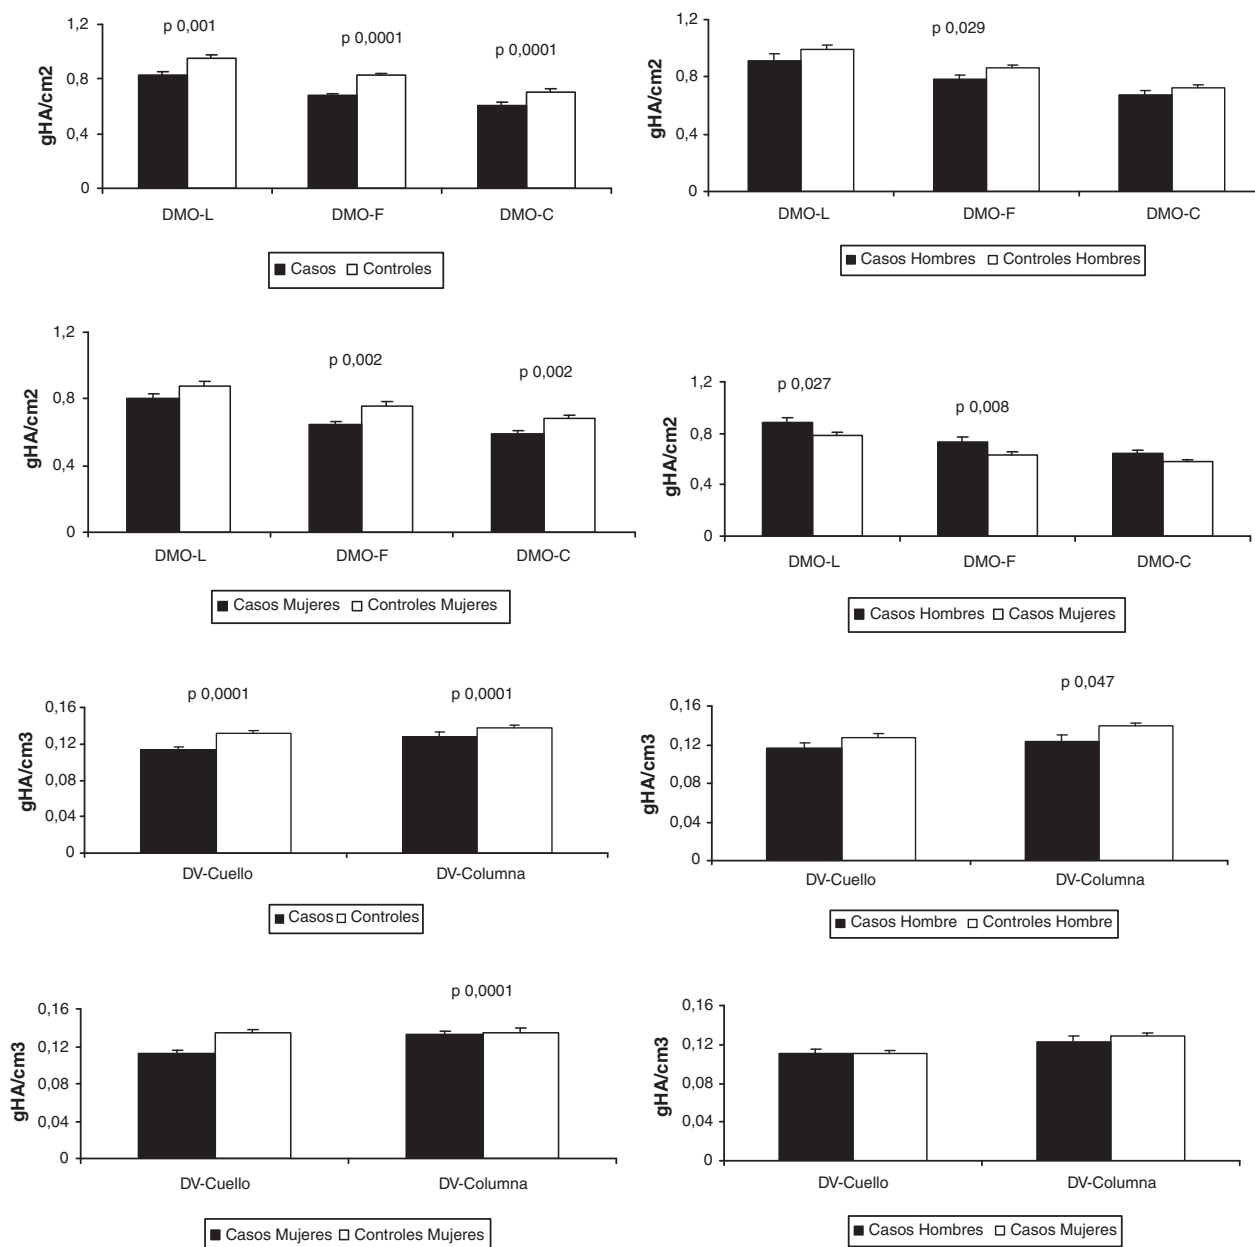 1,2
p 0,001
p 0,0001
p 0,0001
0,8
gHA/cm2
0,4
0
DMO-L DMO-F DMO-C
Casos Controles
1,2
p 0,029
0,8
gHA/cm2
0,4
0
DMO-L DMO-F DMO-C
Casos Hombres Controles Hombres
1,2
p 0,002
p 0,002
0,8
gHA/cm2
0,4
0
DMO-L DMO-F DMO-C
Casos Mujeres Controles Mujeres
1,2
p 0,027
p 0,008
0,8
gHA/cm2
0,4
0
DMO-L DMO-F DMO-C
Casos Hombres Casos Mujeres
p 0,0001 p 0,0001
0,16
0,12
gHA/cm3
0,08
0,04
0
DV-Cuello DV-Columna
Casos Controles
p 0,047
0,16
0,12
gHA/cm3
0,08
0,04
0
DV-Cuello DV-Columna
Casos Hombre Controles Hombre
p 0,0001
0,16
0,12
gHA/cm3
0,08
0,04
0
DV-Cuello DV-Columna
Casos Mujeres Controles Mujeres
0,16
0,12
gHA/cm3
0,08
0,04
0
DV-Cuello DV-Columna
Casos Hombres Casos Mujeres